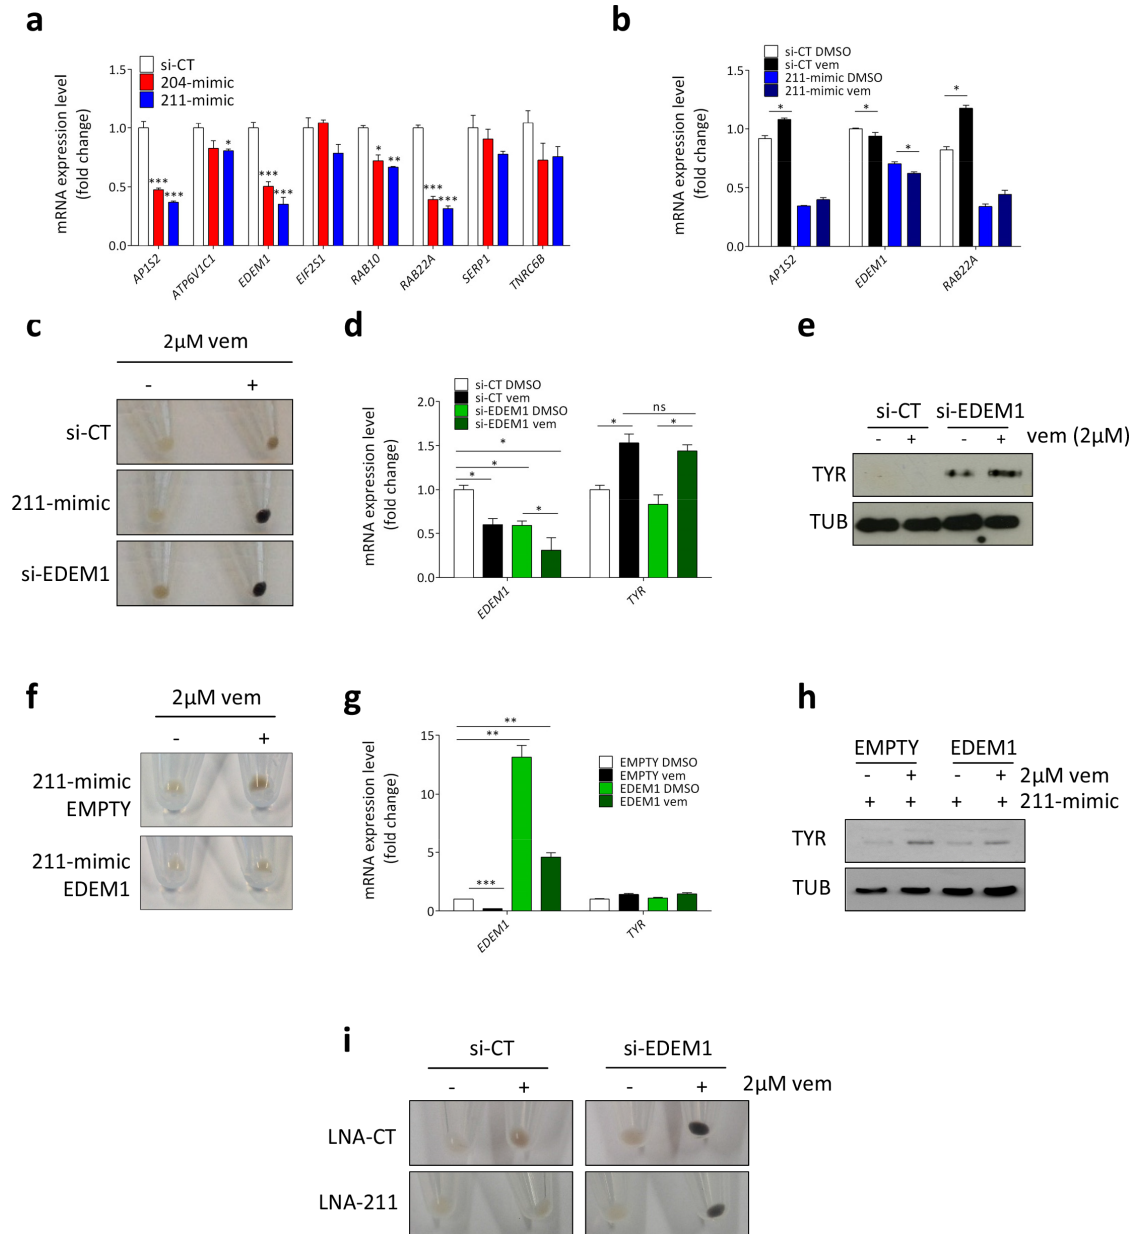 a
si-CT
204-mimic
211-mimic
mRNA expression level
(fold change)
1.5
1.0
0.5
0.0
*** *** * *** *** * ** *** ***
AP1S2 ATP6V1C1 EDEM1 EIF2S1 RAB10 RAB22A SERP1 TNRC6B
b
si-CT DMSO
si-CT vem
211-mimic DMSO
211-mimic vem
mRNA expression level
(fold change)
1.5
1.0
0.5
0.0
* * * *
AP1S2 EDEM1 RAB22A
c
2µM vem
- +
si-CT
211-mimic
si-EDEM1
d
si-CT DMSO
si-CT vem
si-EDEM1 DMSO
si-EDEM1 vem
mRNA expression level
(fold change)
2.0
1.5
1.0
0.5
0.0
* * * * * ns *
EDEM1 TYR
e
si-CT si-EDEM1
- + - + vem (2µM)
TYR
TUB
f
2µM vem
- +
211-mimic
EMPTY
211-mimic
EDEM1
g
EMPTY DMSO
EMPTY vem
EDEM1 DMSO
EDEM1 vem
mRNA expression level
(fold change)
15
10
5
0
** ** ***
EDEM1 TYR
h
EMPTY EDEM1
- + - + 2µM vem
+ + + + 211-mimic
TYR
TUB
i
si-CT si-EDEM1
- + - + 2µM vem
LNA-CT
LNA-211